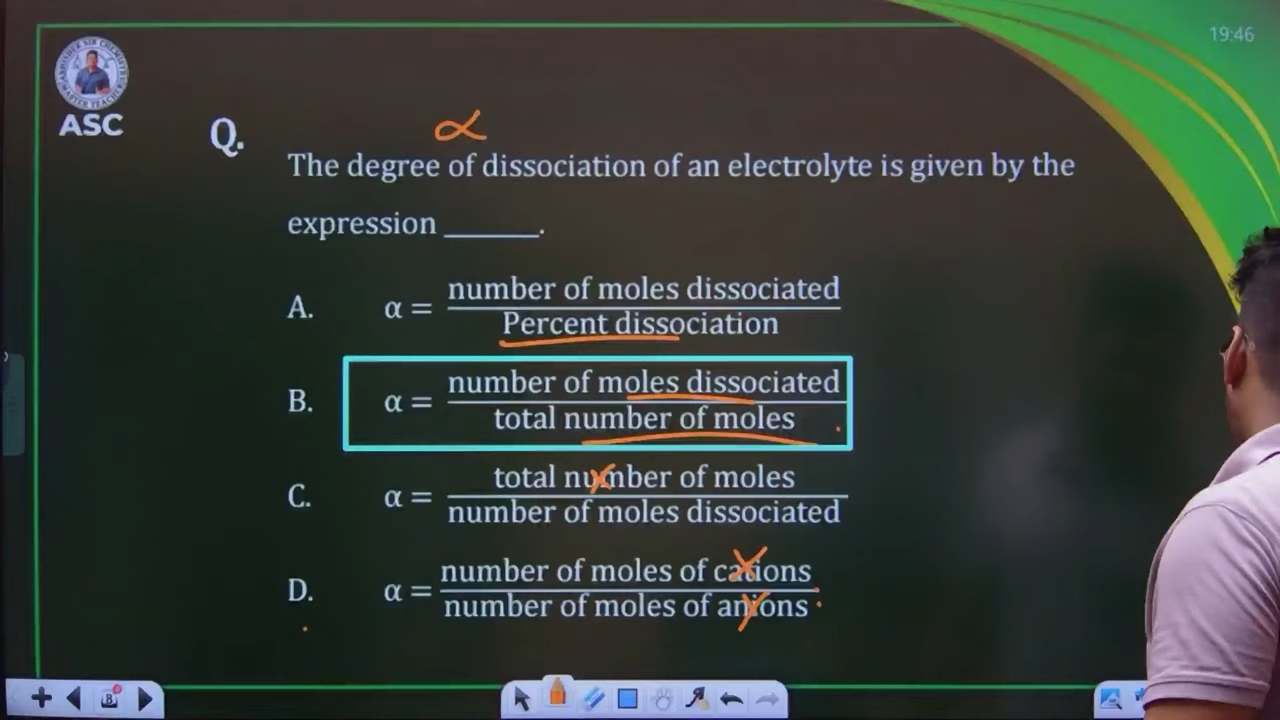 19:46
ASC
Q.
α
The degree of dissociation of an electrolyte is given by the
expression ______.
A. α = number of moles dissociated
Percent dissociation
B. α = number of moles dissociated
total number of moles
C. α = total number of moles
number of moles dissociated
D. α = number of moles of cations
number of moles of anions